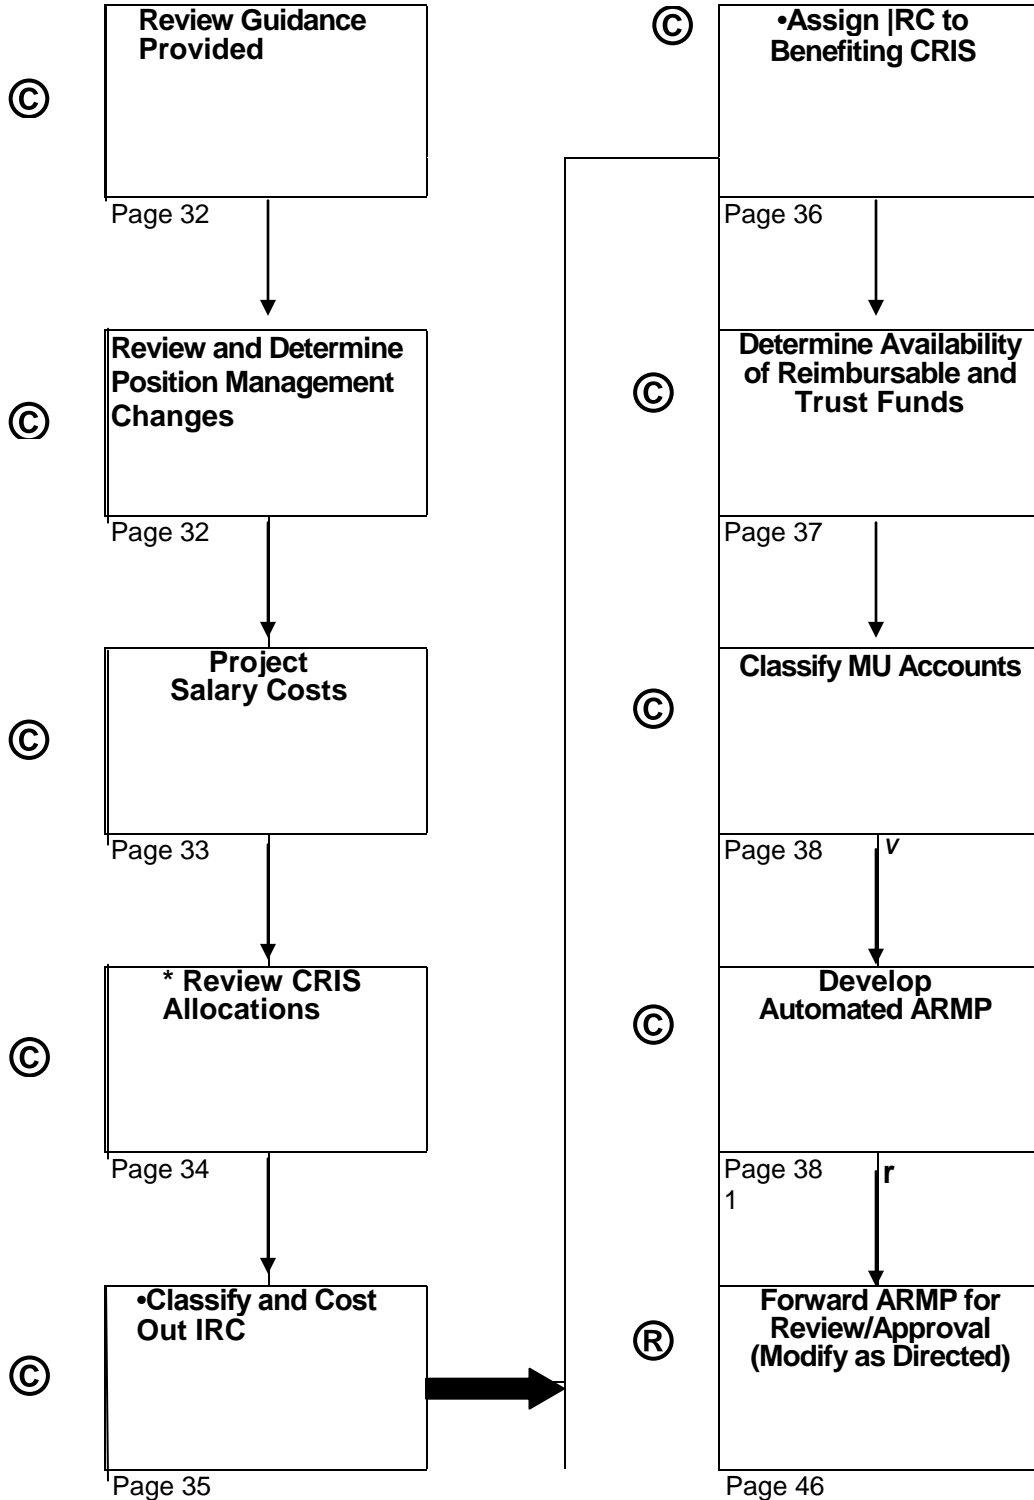 Review Guidance
Provided
©
Page 32
Review and Determine
Position Management
Changes
©
Page 32
Project
Salary Costs
©
Page 33
* Review CRIS
Allocations
©
Page 34
•Classify and Cost
Out IRC
©
Page 35
©
•Assign |RC to
Benefiting CRIS
Page 36
Determine Availability
of Reimbursable and
Trust Funds
©
Page 37
Classify MU Accounts
©
Page 38 v
Develop
Automated ARMP
©
Page 38 r
1
Forward ARMP for
Review/Approval
(Modify as Directed)
®
Page 46